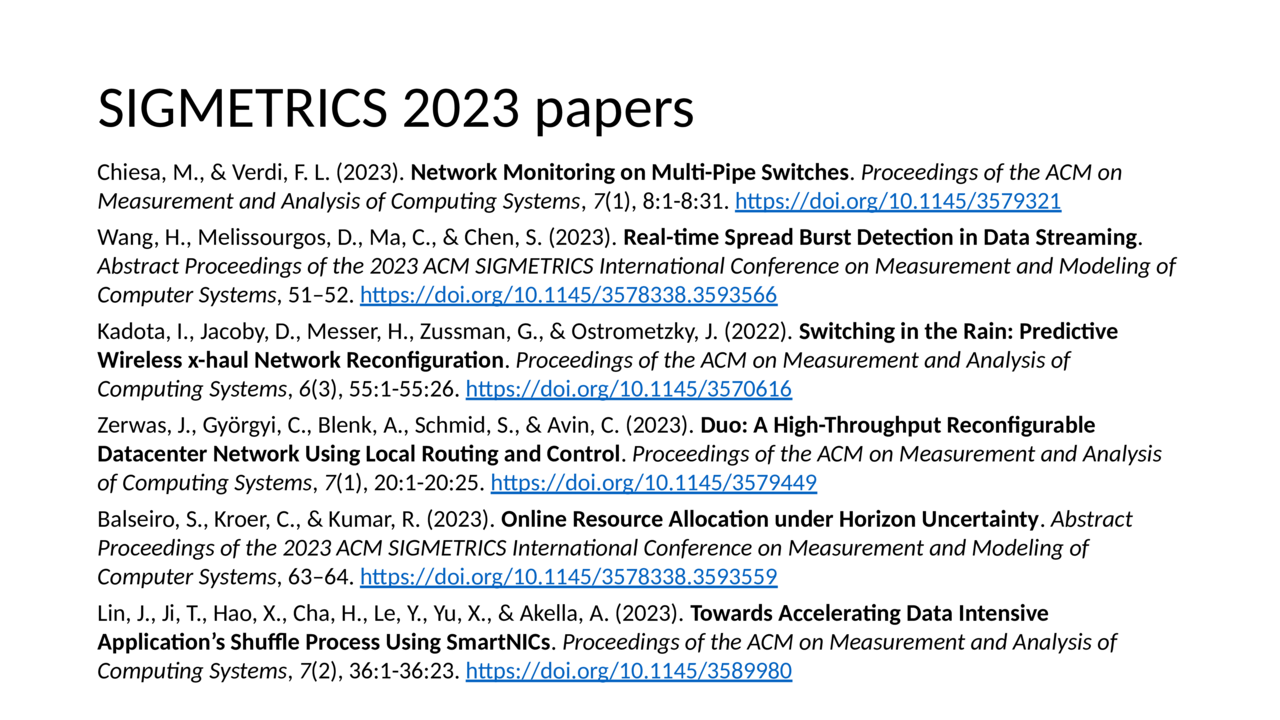 SIGMETRICS 2023 papers
Chiesa, M., & Verdi, F. L. (2023). Network Monitoring on Multi-Pipe Switches. Proceedings of the ACM on
Measurement and Analysis of Computing Systems, 7(1), 8:1-8:31. https://doi.org/10.1145/3579321
Wang, H., Melissourgos, D., Ma, C., & Chen, S. (2023). Real-time Spread Burst Detection in Data Streaming.
Abstract Proceedings of the 2023 ACM SIGMETRICS International Conference on Measurement and Modeling of
Computer Systems, 51–52. https://doi.org/10.1145/3578338.3593566
Kadota, I., Jacoby, D., Messer, H., Zussman, G., & Ostrometzky, J. (2022). Switching in the Rain: Predictive
Wireless x-haul Network Reconfiguration. Proceedings of the ACM on Measurement and Analysis of
Computing Systems, 6(3), 55:1-55:26. https://doi.org/10.1145/3570616
Zerwas, J., Györgyi, C., Blenk, A., Schmid, S., & Avin, C. (2023). Duo: A High-Throughput Reconfigurable
Datacenter Network Using Local Routing and Control. Proceedings of the ACM on Measurement and Analysis
of Computing Systems, 7(1), 20:1-20:25. https://doi.org/10.1145/3579449
Balseiro, S., Kroer, C., & Kumar, R. (2023). Online Resource Allocation under Horizon Uncertainty. Abstract
Proceedings of the 2023 ACM SIGMETRICS International Conference on Measurement and Modeling of
Computer Systems, 63–64. https://doi.org/10.1145/3578338.3593559
Lin, J., Ji, T., Hao, X., Cha, H., Le, Y., Yu, X., & Akella, A. (2023). Towards Accelerating Data Intensive
Application’s Shuffle Process Using SmartNICs. Proceedings of the ACM on Measurement and Analysis of
Computing Systems, 7(2), 36:1-36:23. https://doi.org/10.1145/3589980